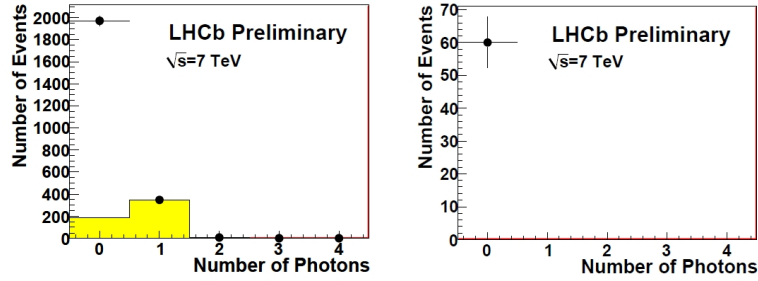 LHCb Preliminary
√s=7 TeV
Number of Events
2000
1800
1600
1400
1200
1000
800
600
400
200
0
0 1 2 3 4
Number of Photons
LHCb Preliminary
√s=7 TeV
Number of Events
70
60
50
40
30
20
10
0
0 1 2 3 4
Number of Photons